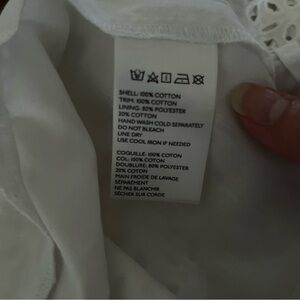 SHELL: 100% COTTON
TRIM: 100% COTTON
LINING: 80% POLYESTER
20% COTTON
HAND WASH COLD SEPARATELY
DO NOT BLEACH
LINE DRY
USE COOL IRON IF NEEDED
COQUILLE: 100% COTON
COL: 100% COTON
DOUBLURE: 80% POLYESTER
20% COTON
MAIN FROIDE DE LAVAGE
SEPAREMENT
NE PAS BLANCHIR
SÉCHER SUR CORDE